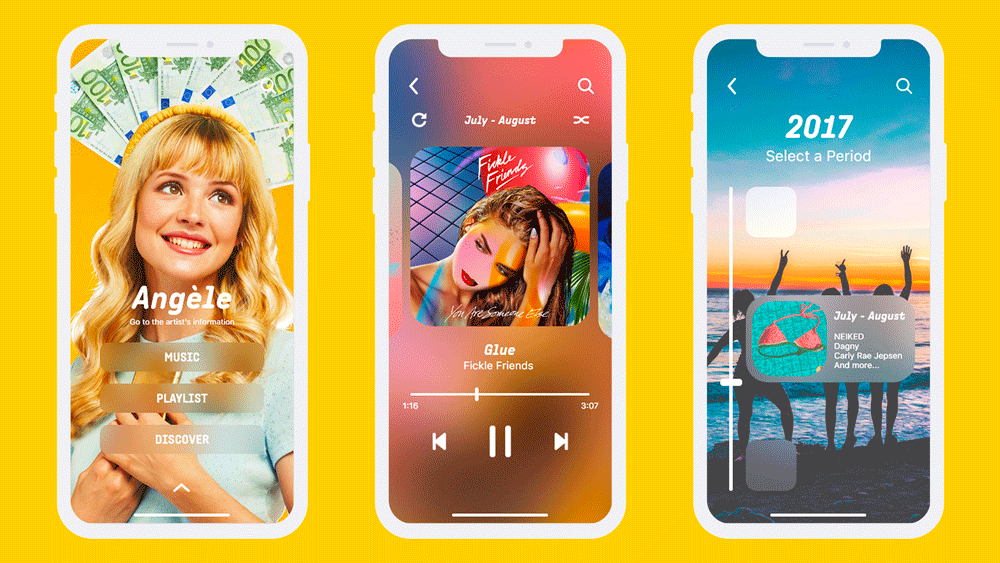 Angèle
Go to the artist's information
MUSIC
PLAYLIST
DISCOVER
July - August
Fickle
Friends
You Are Someone Else
Glue
Fickle Friends
1:16
3:07
2017
Select a Period
July - August
NEIKED
Dagny
Carly Rae Jepsen
And more...